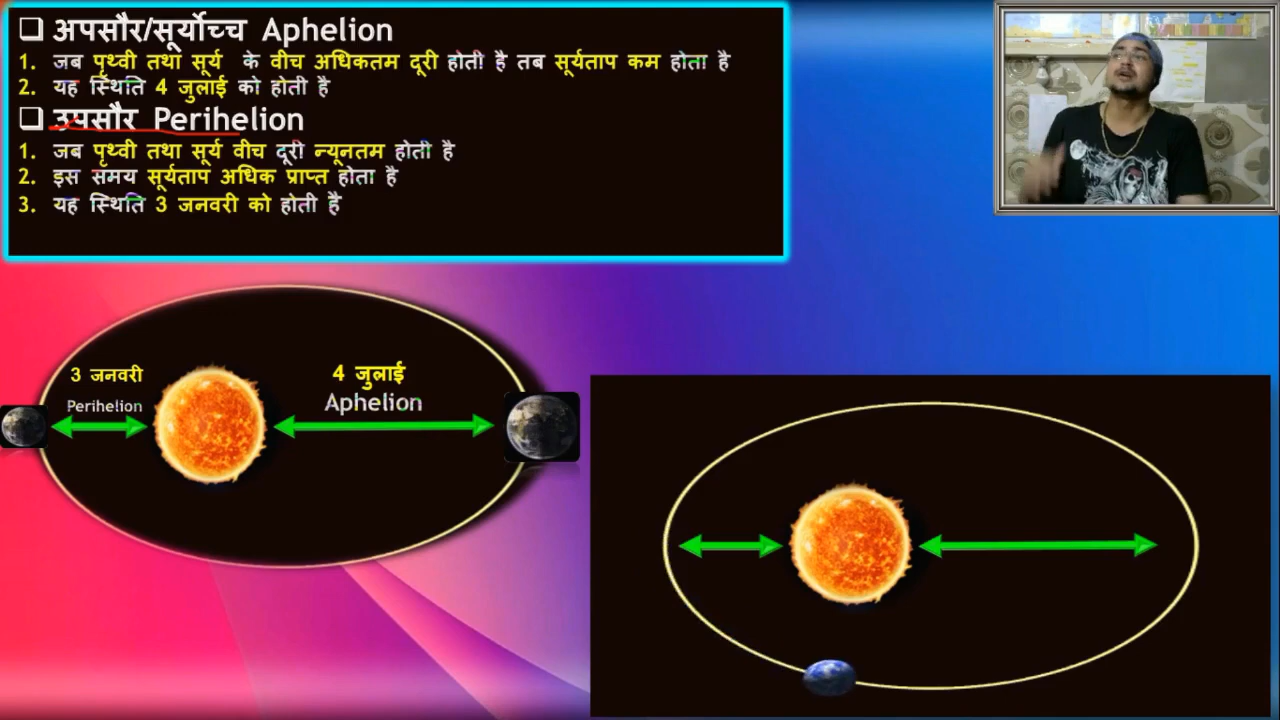 ❑ अपसौर/सूर्योच्च Aphelion
1. जब पृथ्वी तथा सूर्य के वीच अधिकतम दूरी होती है तब सूर्यताप कम होता है
2. यह स्थिति 4 जुलाई को होती है
❑ उपसौर Perihelion
1. जब पृथ्वी तथा सूर्य वीच दूरी न्यूनतम होती है
2. इस समय सूर्यताप अधिक प्राप्त होता है
3. यह स्थिति 3 जनवरी को होती है
3 जनवरी
Perihelion
4 जुलाई
Aphelion